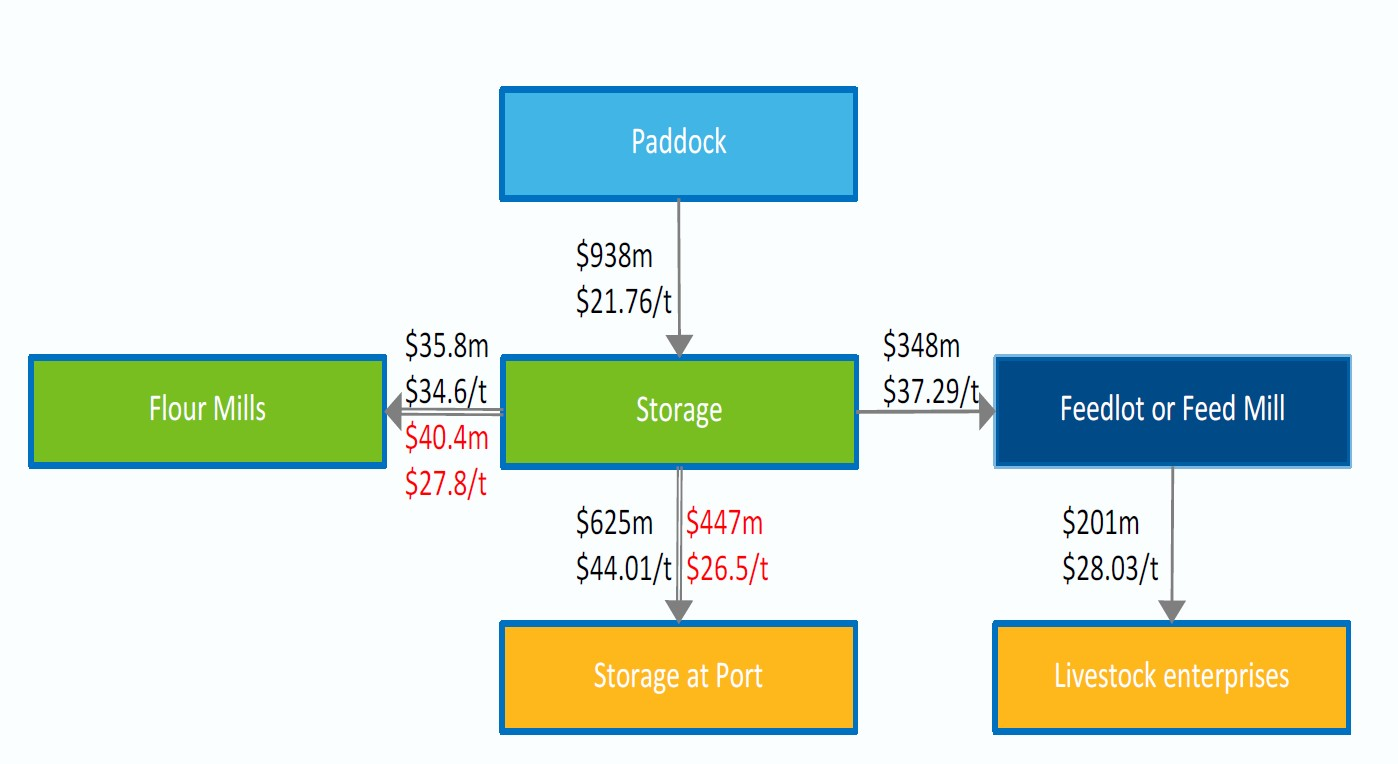 Paddock
$938m
$21.76/t
$35.8m
$34.6/t
$348m
$37.29/t
Flour Mills
Storage
Feedlot or Feed Mill
$40.4m
$27.8/t
$625m
$44.01/t
$447m
$26.5/t
$201m
$28.03/t
Storage at Port
Livestock enterprises